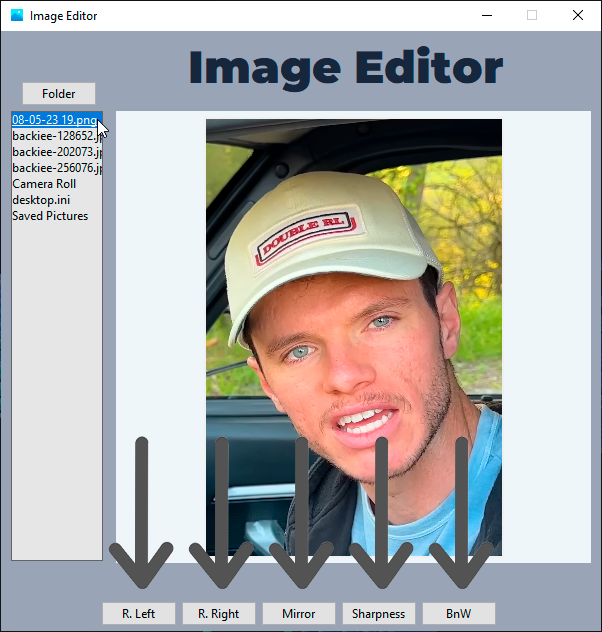 Image Editor
Image Editor
Folder
08-05-23 19.png
backiee-128652.jp
backiee-202073.jp
backiee-256076.jp
Camera Roll
desktop.ini
Saved Pictures
DOUBLE RL
R. Left
R. Right
Mirror
Sharpness
BnW